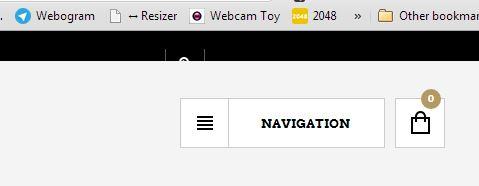 Webogram ↔ Resizer Webcam Toy 2048 2048 » Other bookmar
0
NAVIGATION